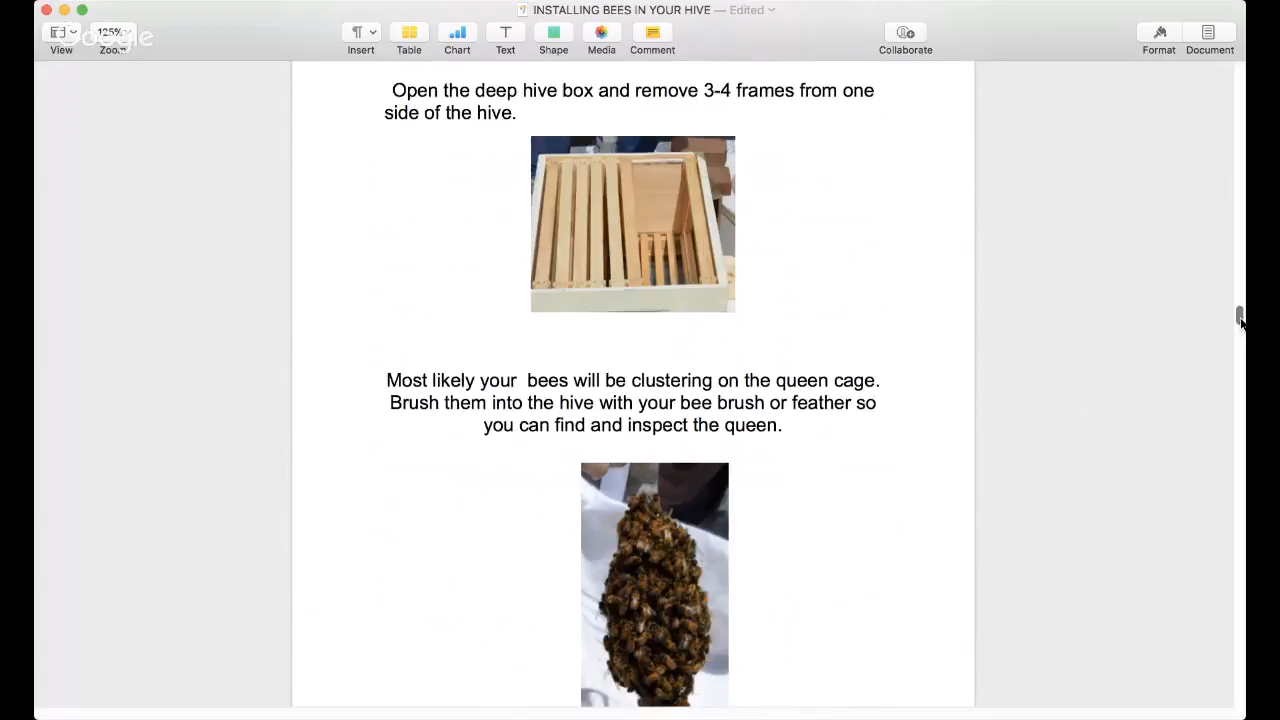 INSTALLING BEES IN YOUR HIVE — Edited
Google
125%
View
Zoom
Insert
Table
Chart
Text
Shape
Media
Comment
Collaborate
Format
Document
Open the deep hive box and remove 3-4 frames from one
side of the hive.
Most likely your bees will be clustering on the queen cage.
Brush them into the hive with your bee brush or feather so
you can find and inspect the queen.